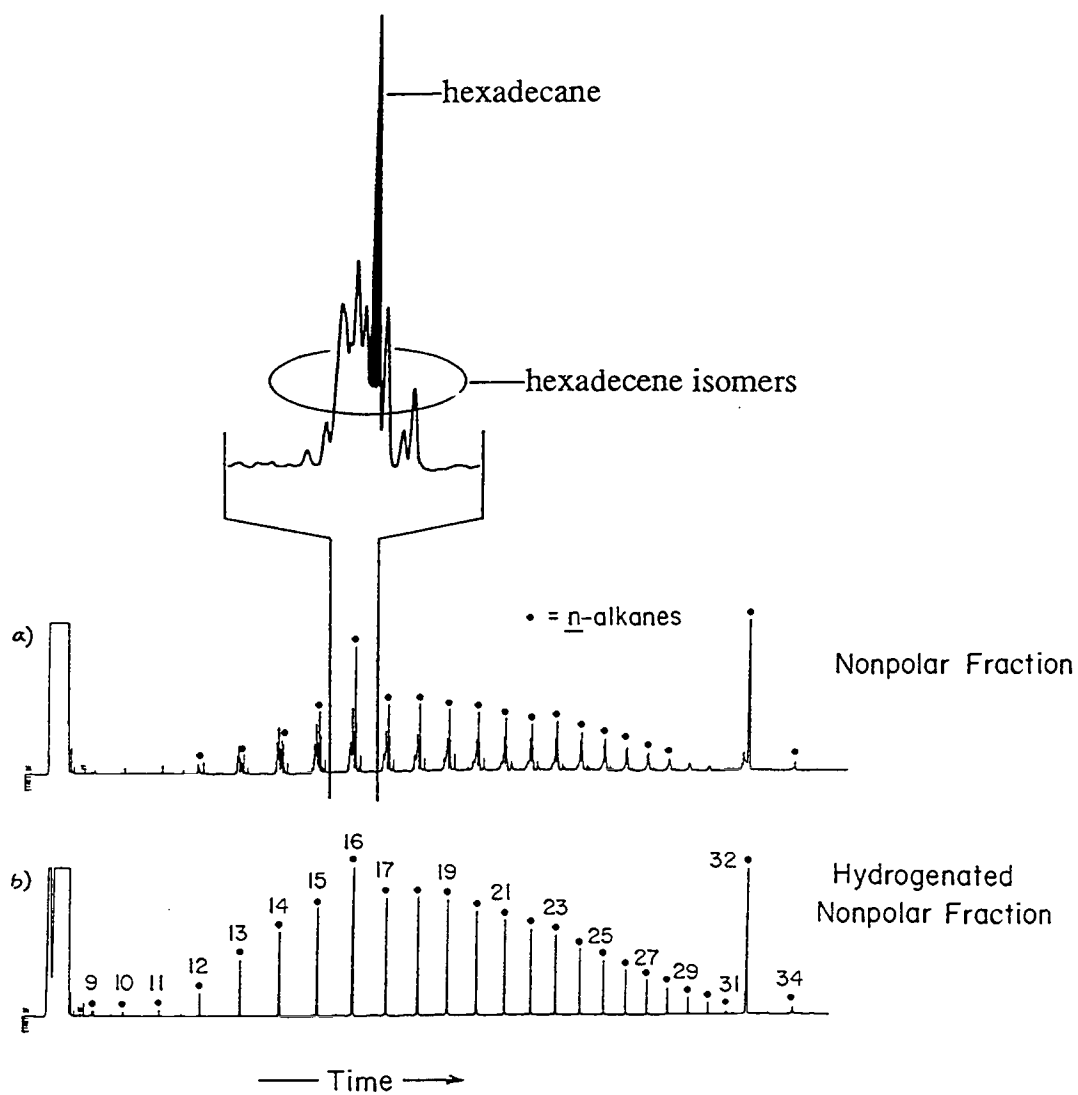 hexadecane
hexadecene isomers
a)
• = n-alkanes
Nonpolar Fraction
b)
9
10
11
12
13
14
15
16
17
19
21
23
25
27
29
31
32
34
Hydrogenated
Nonpolar Fraction
Time